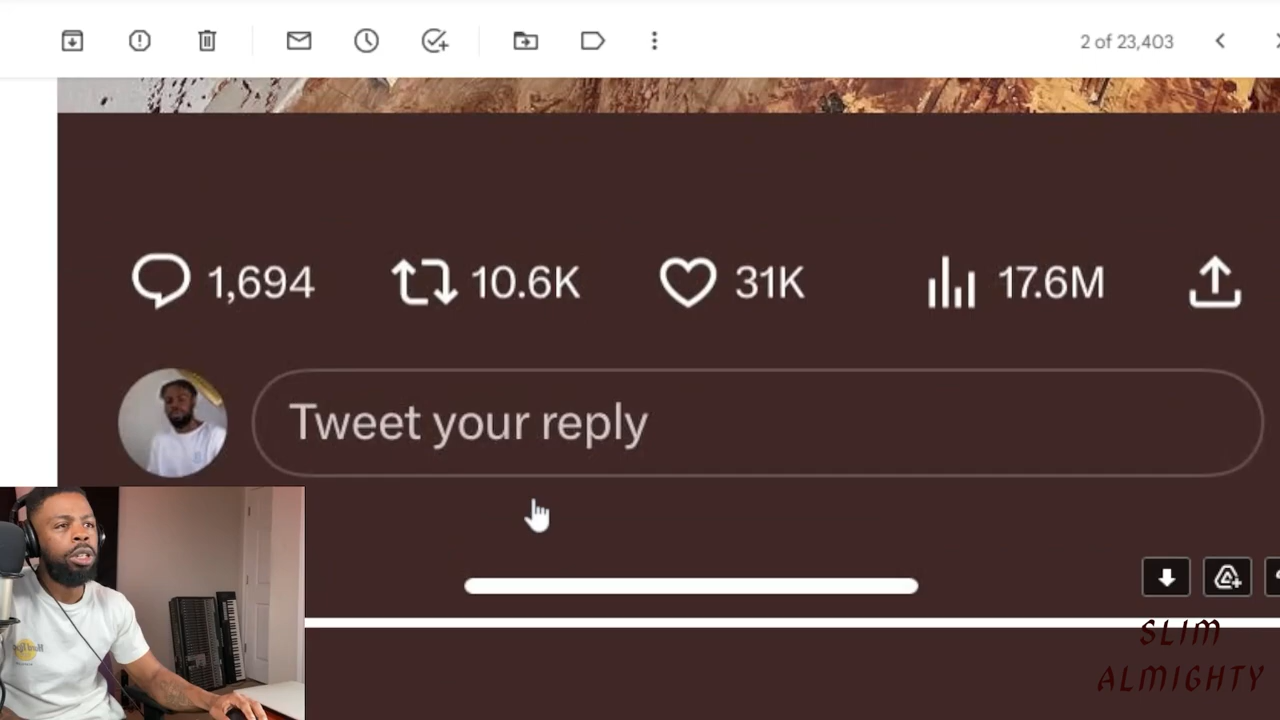 2 of 23,403
1,694
10.6K
31K
17.6M
Tweet your reply
SLIM
ALMIGHTY